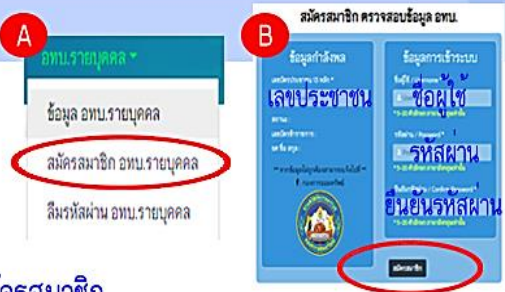 A
อทบ.รายบุคคล
ข้อมูล อทบ.รายบุคคล
สมัครสมาชิก อทบ.รายบุคคล
ลืมรหัสผ่าน อทบ.รายบุคคล
สมาชิก
สมัครสมาชิก ตรวจสอบข้อมูล อทบ.
B
ข้อมูลกำลังพล
เลขประชาชน
ข้อมูลการเข้าระบบ
ชื่อผู้ใช้
รหัสผ่าน
ยืนยันรหัสผ่าน
สมัครสมาชิก